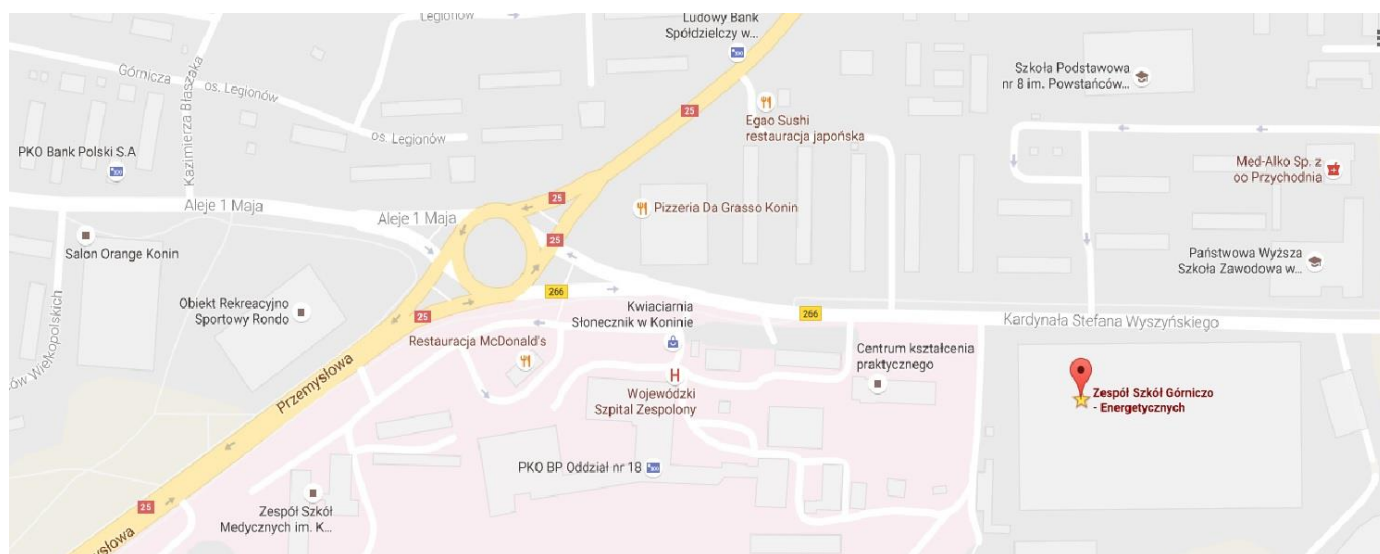 Legionów
Ludowy Bank
Spółdzielczy w...
Górnicza
os. Legionów
Kazimierza Błaszaka
os. Legionów
25
Szkoła Podstawowa
nr 8 im. Powstańców...
Egao Sushi
restauracja japońska
PKO Bank Polski S.A
Med-Alko Sp. z
oo Przychodnia
Aleje 1 Maja
Aleje 1 Maja
25
Pizzeria Da Grasso Konin
25
Salon Orange Konin
Państwowa Wyższa
Szkoła Zawodowa w...
Obiekt Rekreacyjno
Sportowy Rondo
266
25
Kwiaciarnia
Słonecznik w Koninie
266
Kardynała Stefana Wyszyńskiego
Restauracja McDonald's
Centrum kształcenia
praktycznego
ów Wielkopolskich
Przemysłowa
H
Wojewódzki
Szpital Zespolony
Zespół Szkół Górniczo
- Energetycznych
PKO BP Oddział nr 18
25
Zespół Szkół
Medycznych im. K...
mysłowa